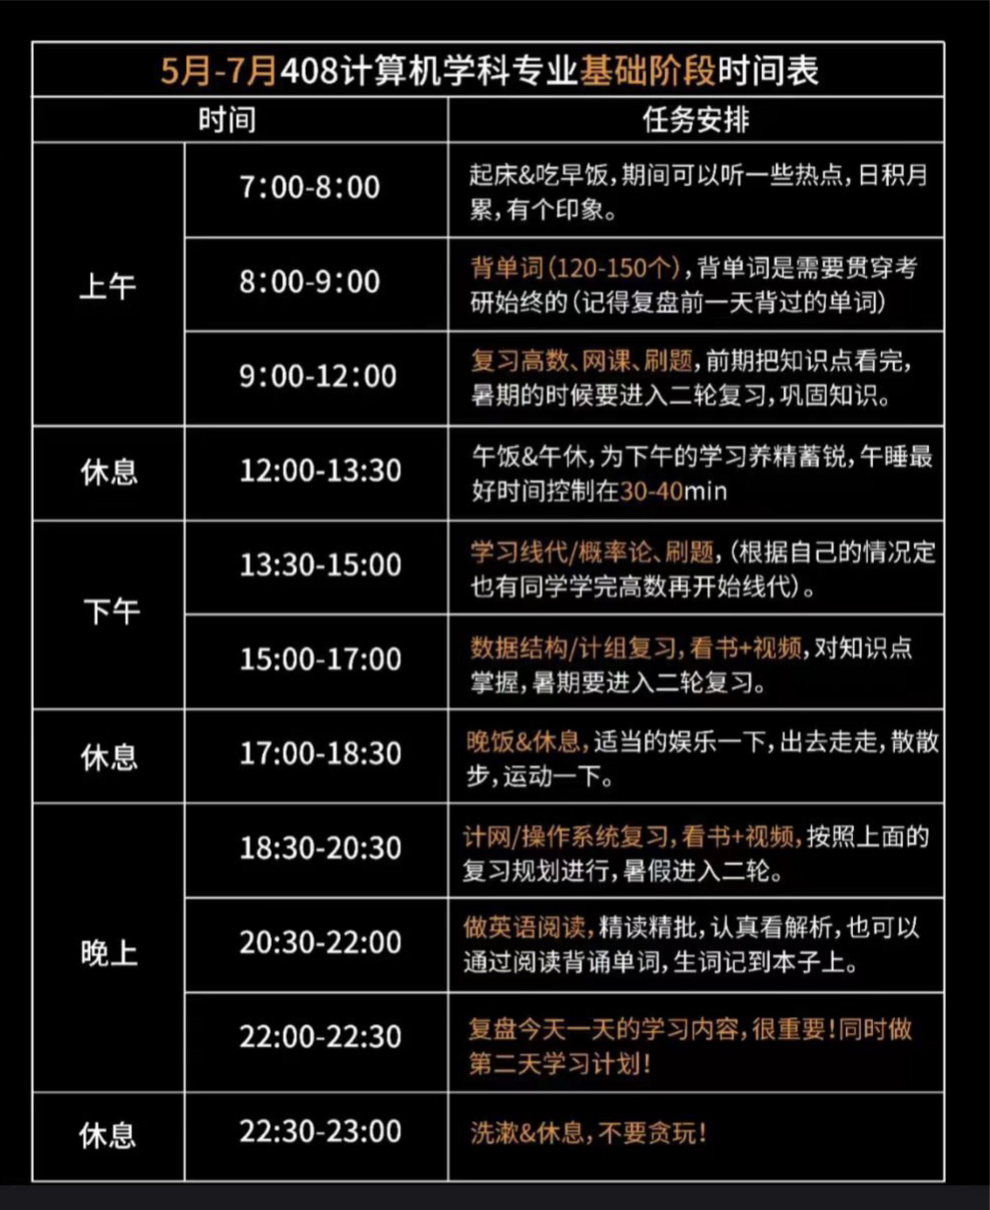 5月-7月408计算机学科专业基础阶段时间表
时间
任务安排
上午
7：00-8：00
起床&吃早饭，期间可以听一些热点，日积月
累，有个印象。
8：00-9：00
背单词（120-150个），背单词是需要贯穿考
研始终的（记得复盘前一天背过的单词）
9：00-12：00
复习高数、网课、刷题，前期把知识点看完，
暑期的时候要进入二轮复习，巩固知识。
休息
12:00-13:30
午饭&午休，为下午的学习养精蓄锐，午睡最
好时间控制在30-40min
下午
13:30-15:00
学习线代/概率论、刷题，（根据自己的情况定
也有同学学完高数再开始线代）。
15:00-17:00
数据结构/计组复习，看书+视频，对知识点
掌握，暑期要进入二轮复习。
休息
17:00-18:30
晚饭&休息，适当的娱乐一下，出去走走，散散
步，运动一下。
晚上
18:30-20:30
计网/操作系统复习，看书+视频，按照上面的
复习规划进行，暑假进入二轮。
20:30-22:00
做英语阅读，精读精批，认真看解析，也可以
通过阅读背诵单词，生词记到本子上。
22:00-22:30
复盘今天一天的学习内容，很重要！同时做
第二天学习计划！
休息
22:30-23:00
洗漱&休息，不要贪玩！